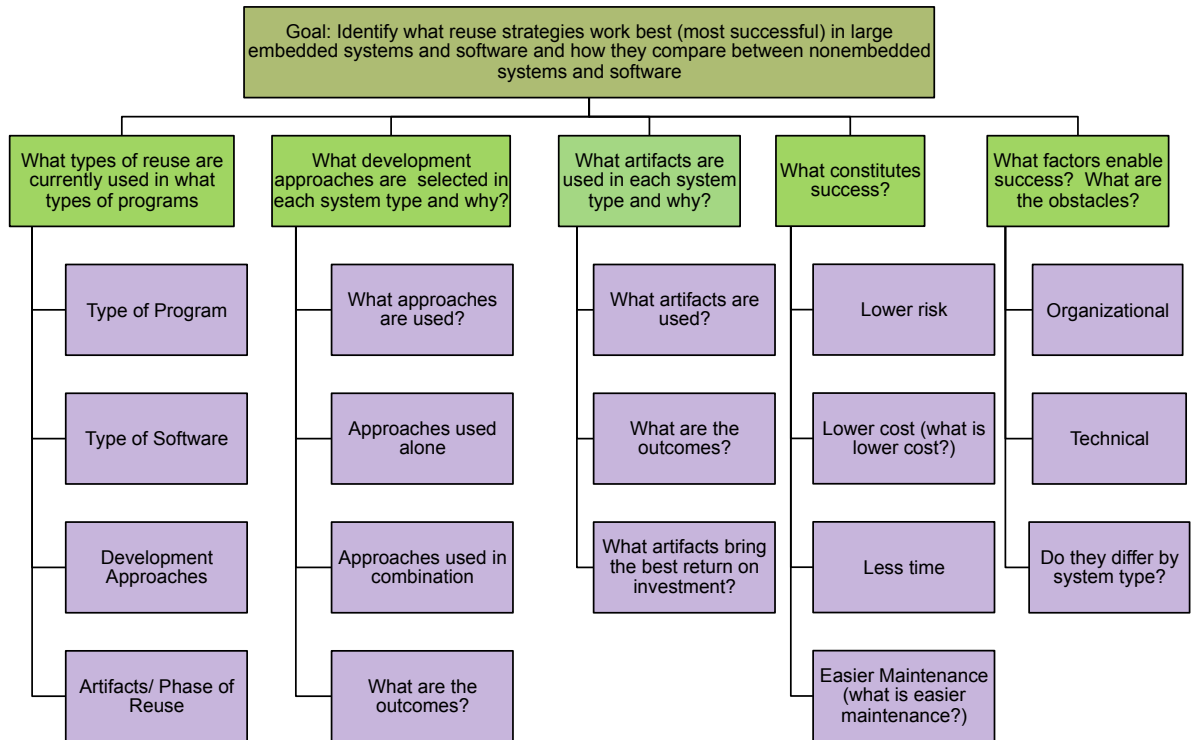 Goal: Identify what reuse strategies work best (most successful) in large
embedded systems and software and how they compare between nonembedded
systems and software
What types of reuse are
currently used in what
types of programs
What development
approaches are selected in
each system type and why?
What artifacts are
used in each system
type and why?
What constitutes
success?
What factors enable
success? What are
the obstacles?
Type of Program
Type of Software
Development
Approaches
Artifacts/ Phase of
Reuse
What approaches
are used?
Approaches used
alone
Approaches used in
combination
What are the
outcomes?
What artifacts are
used?
What are the
outcomes?
What artifacts bring
the best return on
investment?
Lower risk
Lower cost (what is
lower cost?)
Less time
Easier Maintenance
(what is easier
maintenance?)
Organizational
Technical
Do they differ by
system type?